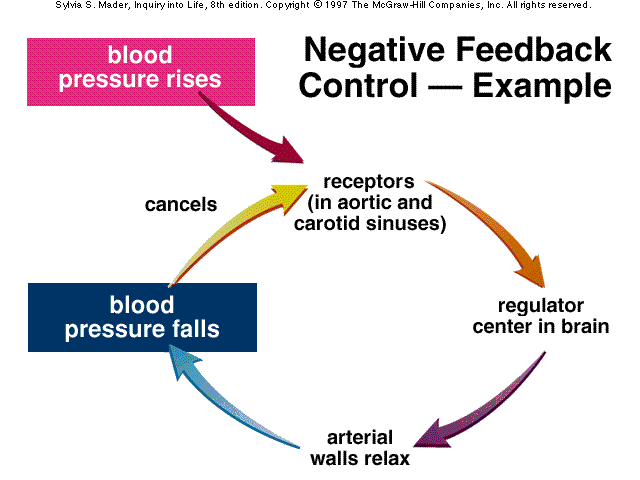 Sylvia S. Mader, Inquiry into Life, 8th edition. Copyright © 1997 The McGraw-Hill Companies, Inc. All rights reserved.
Negative Feedback
Control — Example
blood
pressure rises
receptors
(in aortic and
carotid sinuses)
cancels
regulator
center in brain
blood
pressure falls
arterial
walls relax